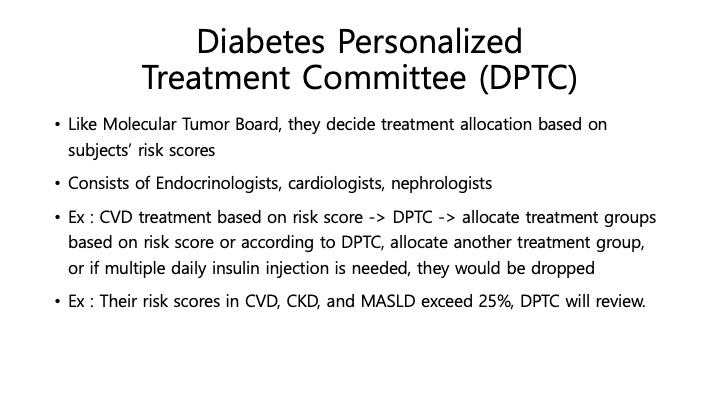 Diabetes Personalized
Treatment Committee (DPTC)
• Like Molecular Tumor Board, they decide treatment allocation based on
subjects’ risk scores
• Consists of Endocrinologists, cardiologists, nephrologists
• Ex : CVD treatment based on risk score -> DPTC -> allocate treatment groups
based on risk score or according to DPTC, allocate another treatment group,
or if multiple daily insulin injection is needed, they would be dropped
• Ex : Their risk scores in CVD, CKD, and MASLD exceed 25%, DPTC will review.